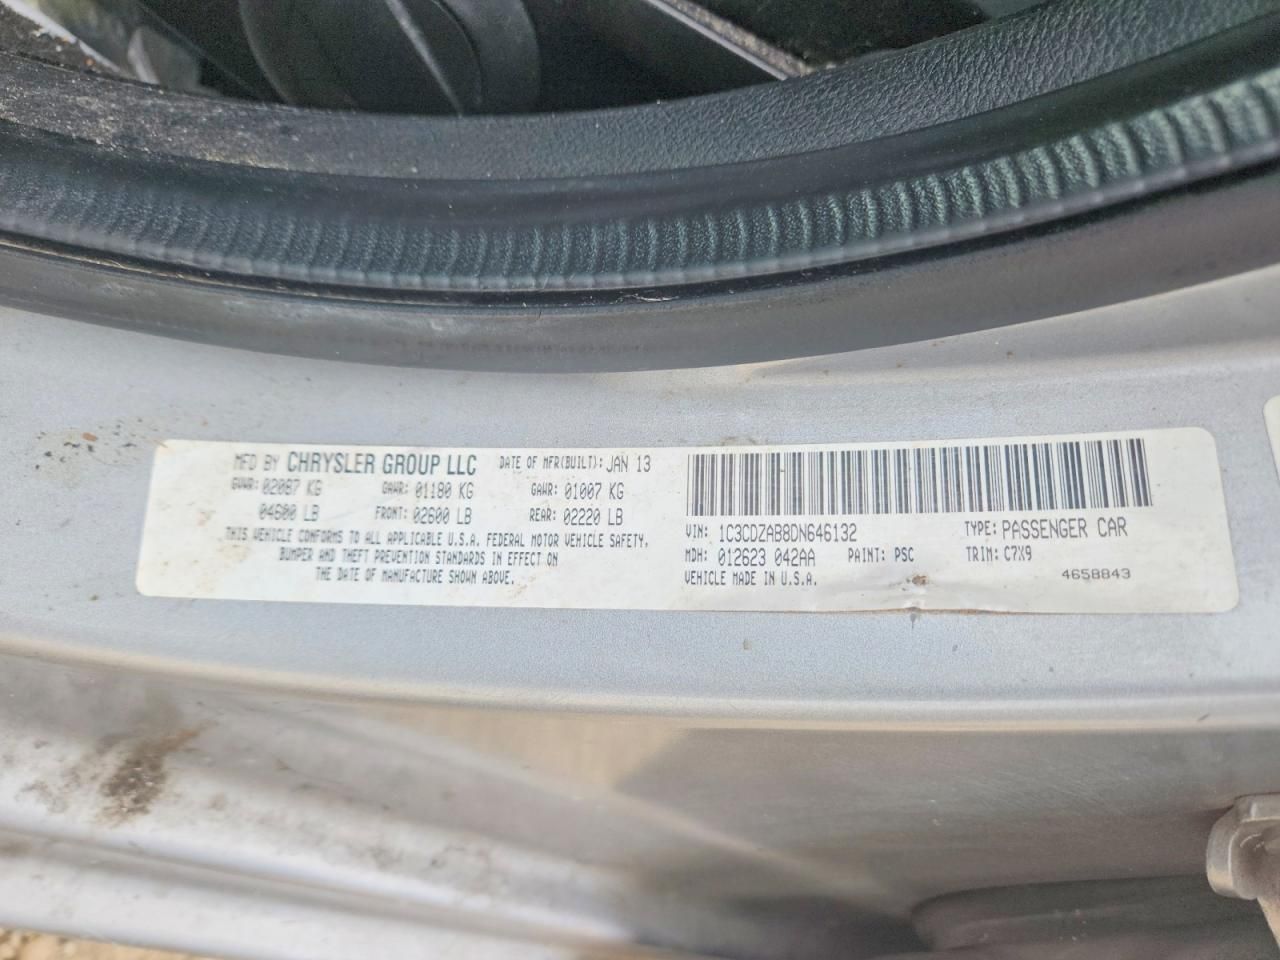 MFD BY CHRYSLER GROUP LLC DATE OF MFR(BUILT): JAN 13
GVWR: 02087 KG GAWR: 01180 KG GAWR: 01007 KG
04600 LB FRONT: 02600 LB REAR: 02220 LB
THIS VEHICLE CONFORMS TO ALL APPLICABLE U.S.A. FEDERAL MOTOR VEHICLE SAFETY,
BUMPER AND THEFT PREVENTION STANDARDS IN EFFECT ON
THE DATE OF MANUFACTURE SHOWN ABOVE.
VIN: 1C3CDZAB8DN646132 TYPE: PASSENGER CAR
MDH: 012623 042AA PAINT: PSC TRIM: C7X9
VEHICLE MADE IN U.S.A. 4658843